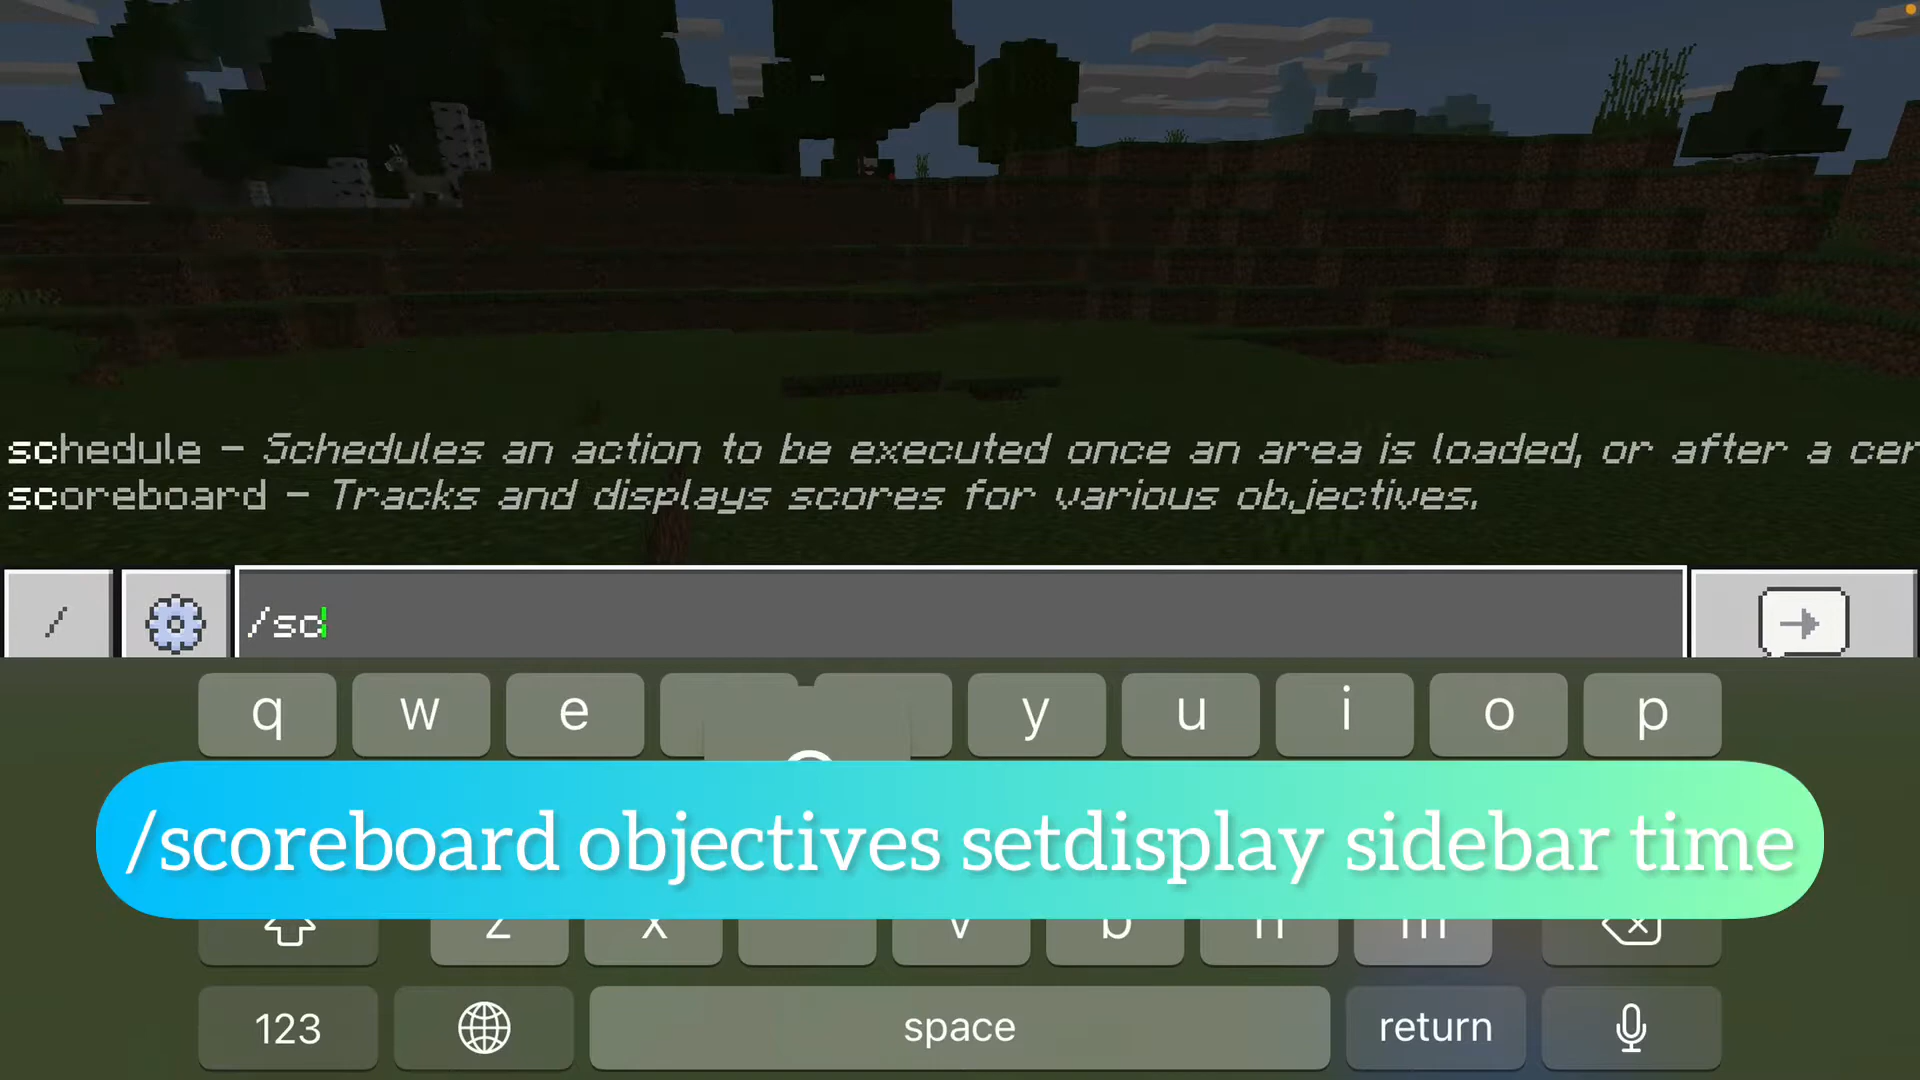 schedule - Schedules an action to be executed once an area is loaded, or after a cer
scoreboard - Tracks and displays scores for various objectives.
/
/sc
q w e y u i o p
/scoreboard objectives setdisplay sidebar time
z x v b n m
123 space return